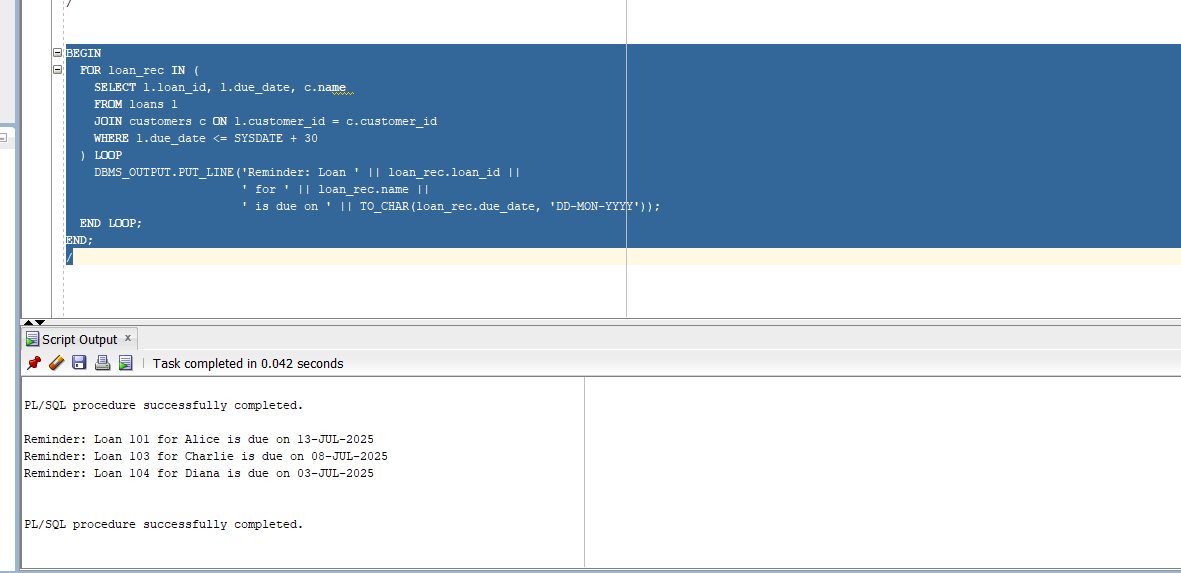 /
BEGIN
FOR loan_rec IN (
SELECT l.loan_id, l.due_date, c.name
FROM loans l
JOIN customers c ON l.customer_id = c.customer_id
WHERE l.due_date <= SYSDATE + 30
) LOOP
DBMS_OUTPUT.PUT_LINE('Reminder: Loan ' || loan_rec.loan_id ||
' for ' || loan_rec.name ||
' is due on ' || TO_CHAR(loan_rec.due_date, 'DD-MON-YYYY'));
END LOOP;
END;
/
Script Output x
Task completed in 0.042 seconds
PL/SQL procedure successfully completed.
Reminder: Loan 101 for Alice is due on 13-JUL-2025
Reminder: Loan 103 for Charlie is due on 08-JUL-2025
Reminder: Loan 104 for Diana is due on 03-JUL-2025
PL/SQL procedure successfully completed.